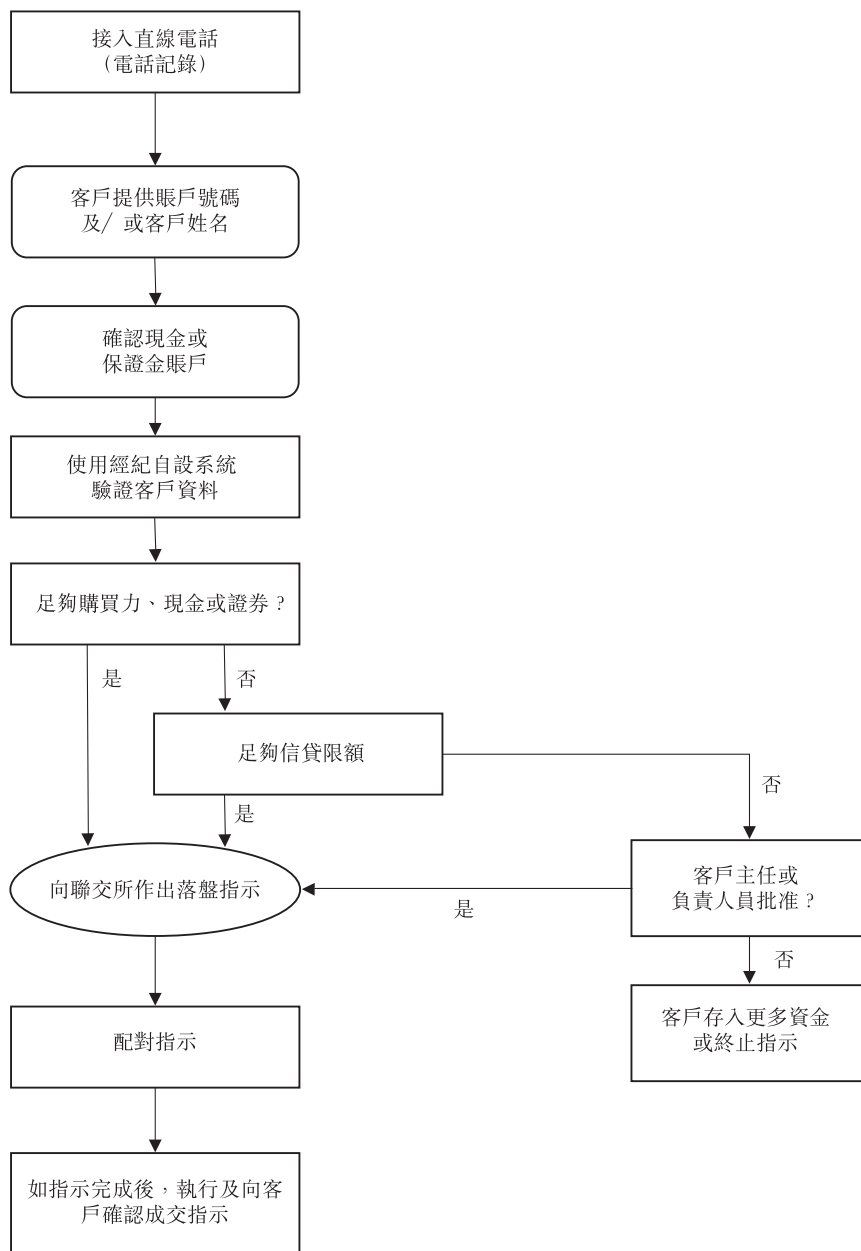 接入直線電話
（電話記錄）
客戶提供賬戶號碼
及/ 或客戶姓名
確認現金或
保證金賬戶
使用經紀自設系統
驗證客戶資料
足夠購買力、現金或證券？
是
否
足夠信貸限額
否
是
向聯交所作出落盤指示
是
客戶主任或
負責人員批准？
否
客戶存入更多資金
或終止指示
配對指示
如指示完成後，執行及向客
戶確認成交指示